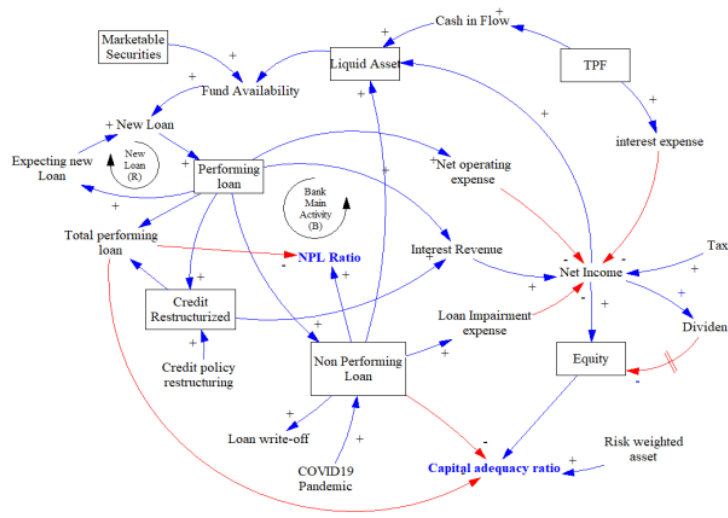 Cash in Flow
Marketable
Securities
+
+
+
Liquid Asset
TPF
Fund Availability
+
+
+
+ New Loan
+
New
Loan
(R)
interest expense
Expecting new
Loan
+
Performing
loan
+
Net operating
expense
+
+
Bank
Main
Activity
(B)
Total performing
loan
+
NPL Ratio
-
Interest Revenue
+
+
-
-
Net Income
-
+
Tax
+
+
+
Credit
Restructurized
+
Loan Impairment
expense
+
+
Dividen
Credit policy
restructuring
+
Non Performing
Loan
+
Equity
-
+
Loan write-off
+
-
COVID19
Pandemic
Capital adequacy ratio
+
Risk weighted
asset